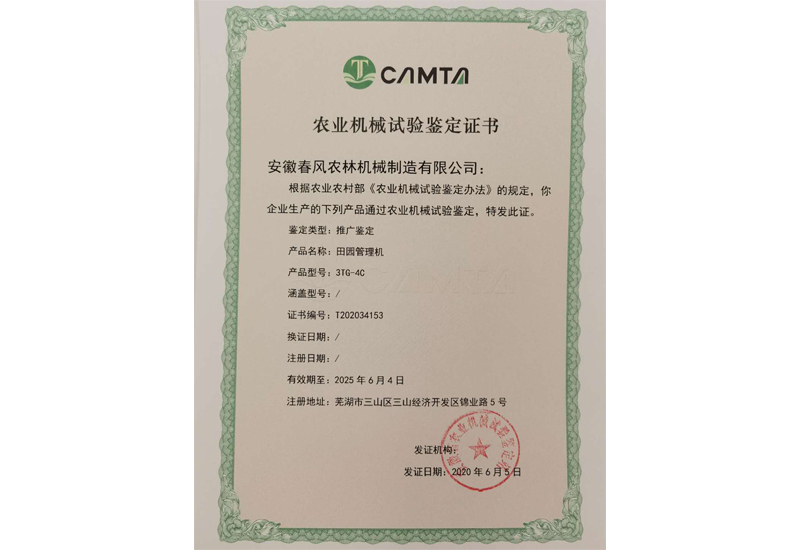 CAMTA
农业机械试验鉴定证书
安徽春风农林机械制造有限公司：
根据农业农村部《农业机械试验鉴定办法》的规定，你
企业生产的下列产品通过农业机械试验鉴定，特发此证。
鉴定类型：推广鉴定
产品名称：田园管理机
产品型号：3TG-4C
涵盖型号：/
证书编号：T202034153
换证日期：/
注册日期：/
有效期至：2025 年 6 月 4 日
注册地址：芜湖市三山区三山经济开发区锦业路 5 号
发证机构：
发证日期：2020 年 6 月 5 日
农业机械试验鉴定